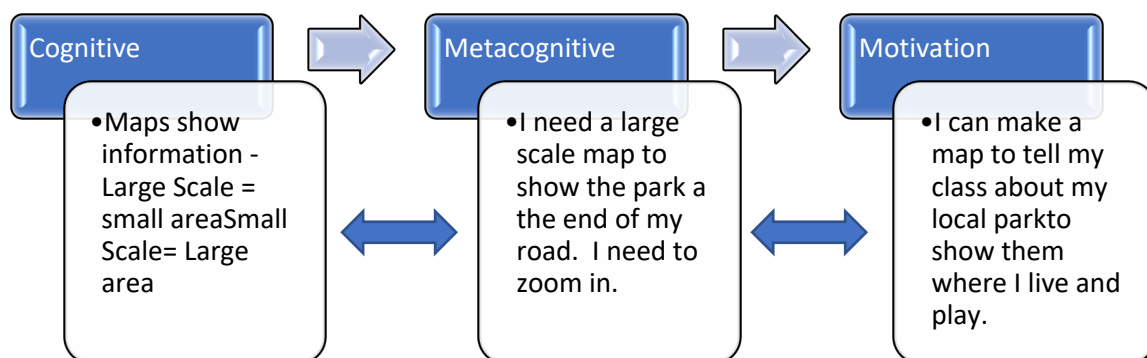 Cognitive
•Maps show
information -
Large Scale =
small areaSmall
Scale= Large
area
Metacognitive
•I need a large
scale map to
show the park a
the end of my
road.  I need to
zoom in.
Motivation
•I can make a
map to tell my
class about my
local parkto
show them
where I live and
play.